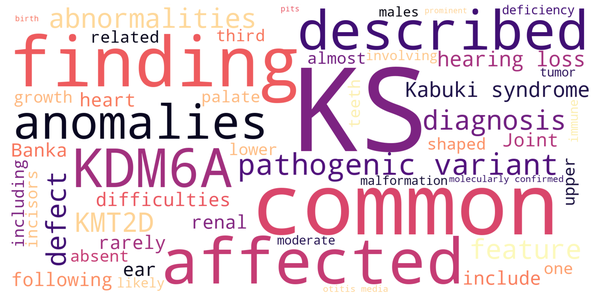 birth
pits
males
deficiency
prominent
abnormalities
described
related
third
finding
almost
involving
hearing loss
tumor
growth
heart
palate
teeth
KS
Kabuki syndrome
immune
anomalies
diagnosis
Banka
lower
shaped
Joint
KDM6A
pathogenic variant
including
incisors
defect
difficulties
malformation
molecularly confirmed
upper
KMT2D
renal
common
rarely
moderate
feature
absent
ear
affected
following
likely
include
one
otitis media